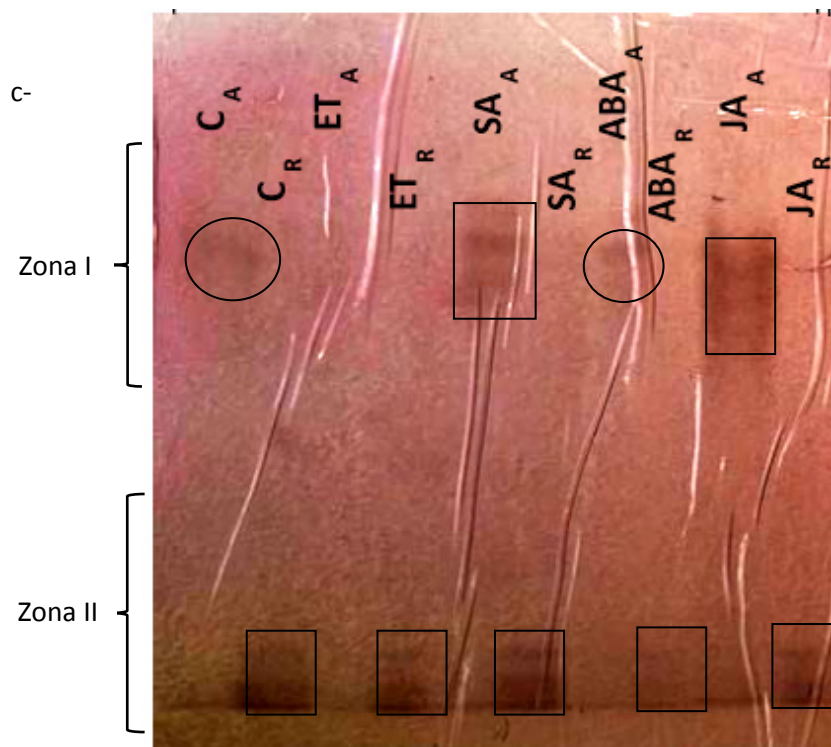 c-
C A
ET A
SA A
ABA A
JA A
C R
ET R
SA R
ABA R
JA R
Zona I
Zona II